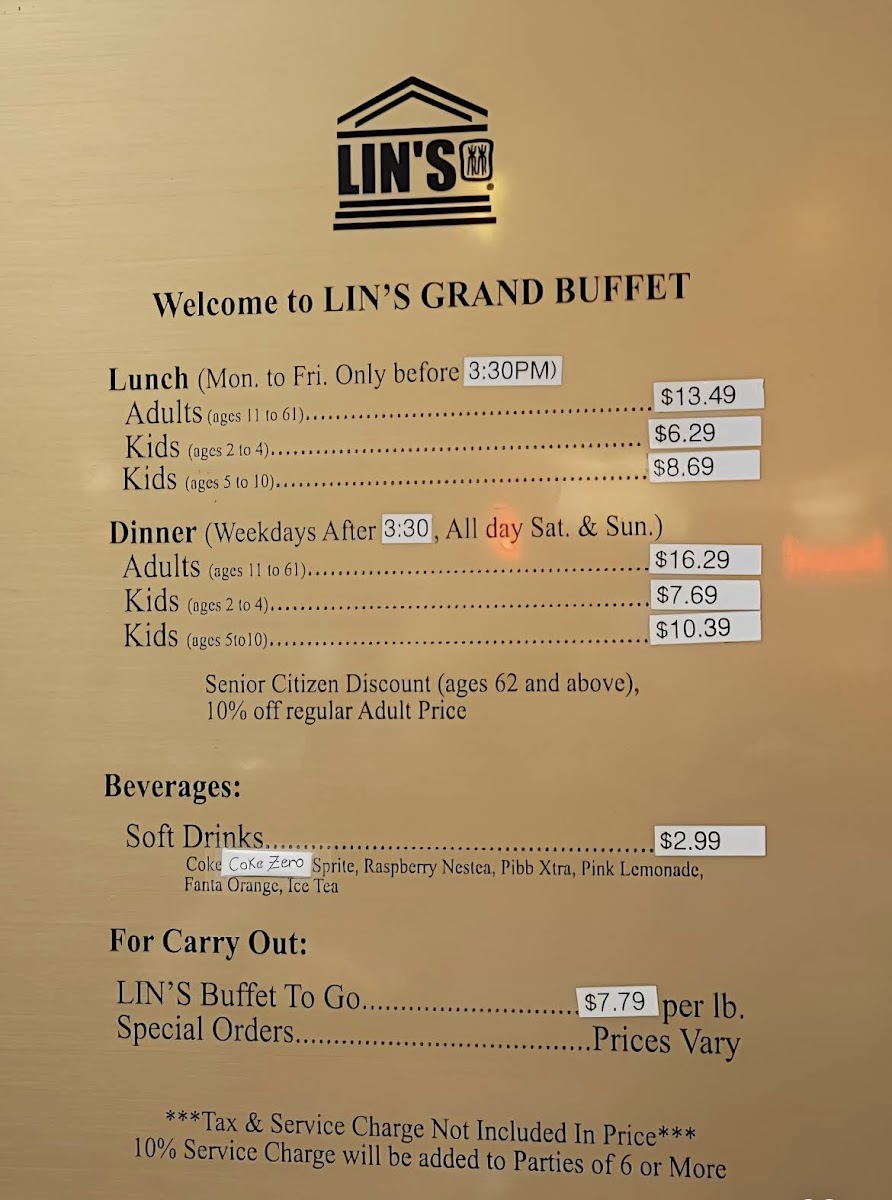 LIN'S
Welcome to LIN'S GRAND BUFFET
Lunch (Mon. to Fri. Only before 3:30PM)
Adults (ages 11 to 61)........................................................$13.49
Kids (ages 2 to 4)........................................................$6.29
Kids (ages 5 to 10)........................................................$8.69
Dinner (Weekdays After 3:30, All day Sat. & Sun.)
Adults (ages 11 to 61)........................................................$16.29
Kids (ages 2 to 4)........................................................$7.69
Kids (ages 5to10)........................................................$10.39
Senior Citizen Discount (ages 62 and above),
10% off regular Adult Price
Beverages:
Soft Drinks........................................................$2.99
Coke Coke Zero Sprite, Raspberry Nestea, Pibb Xtra, Pink Lemonade,
Fanta Orange, Ice Tea
For Carry Out:
LIN'S Buffet To Go................................$7.79 per lb.
Special Orders.......................................Prices Vary
***Tax & Service Charge Not Included In Price***
10% Service Charge will be added to Parties of 6 or More